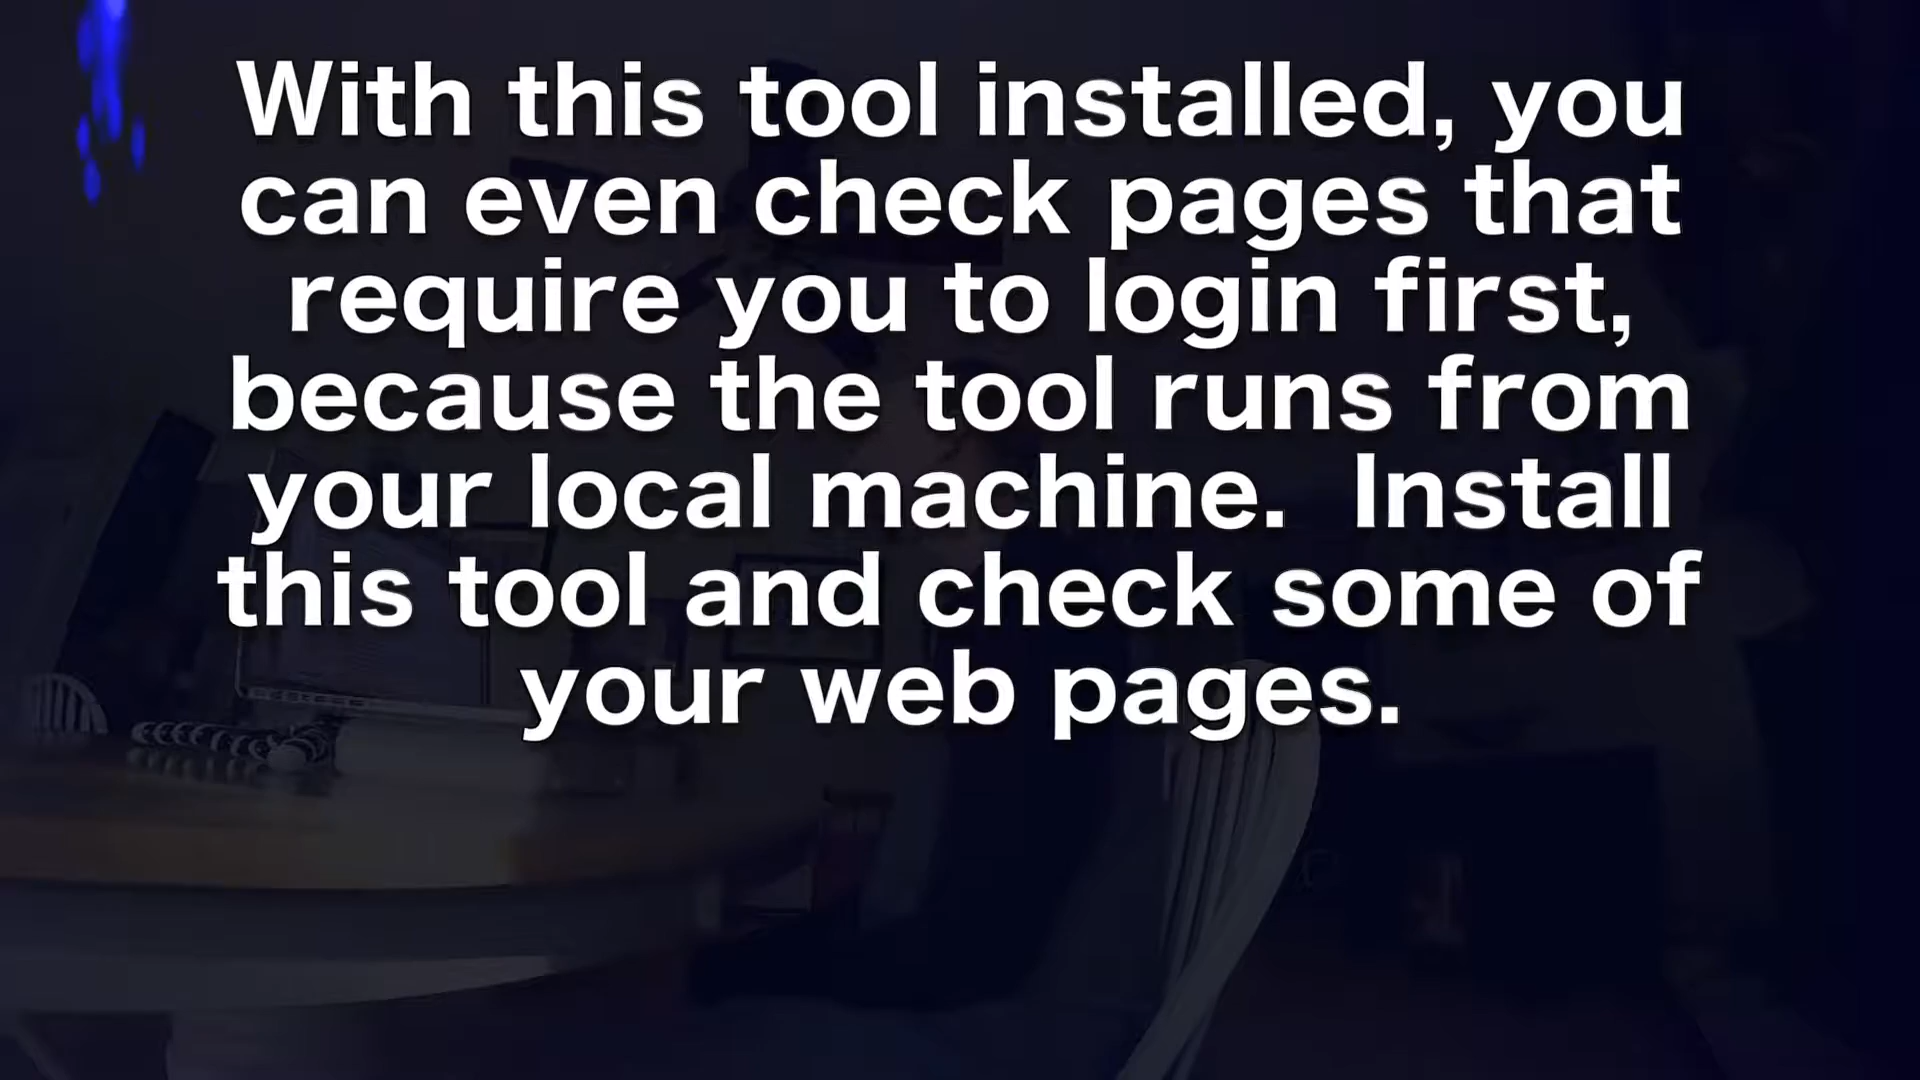 With this tool installed, you
can even check pages that
require you to login first,
because the tool runs from
your local machine.  Install
this tool and check some of
your web pages.